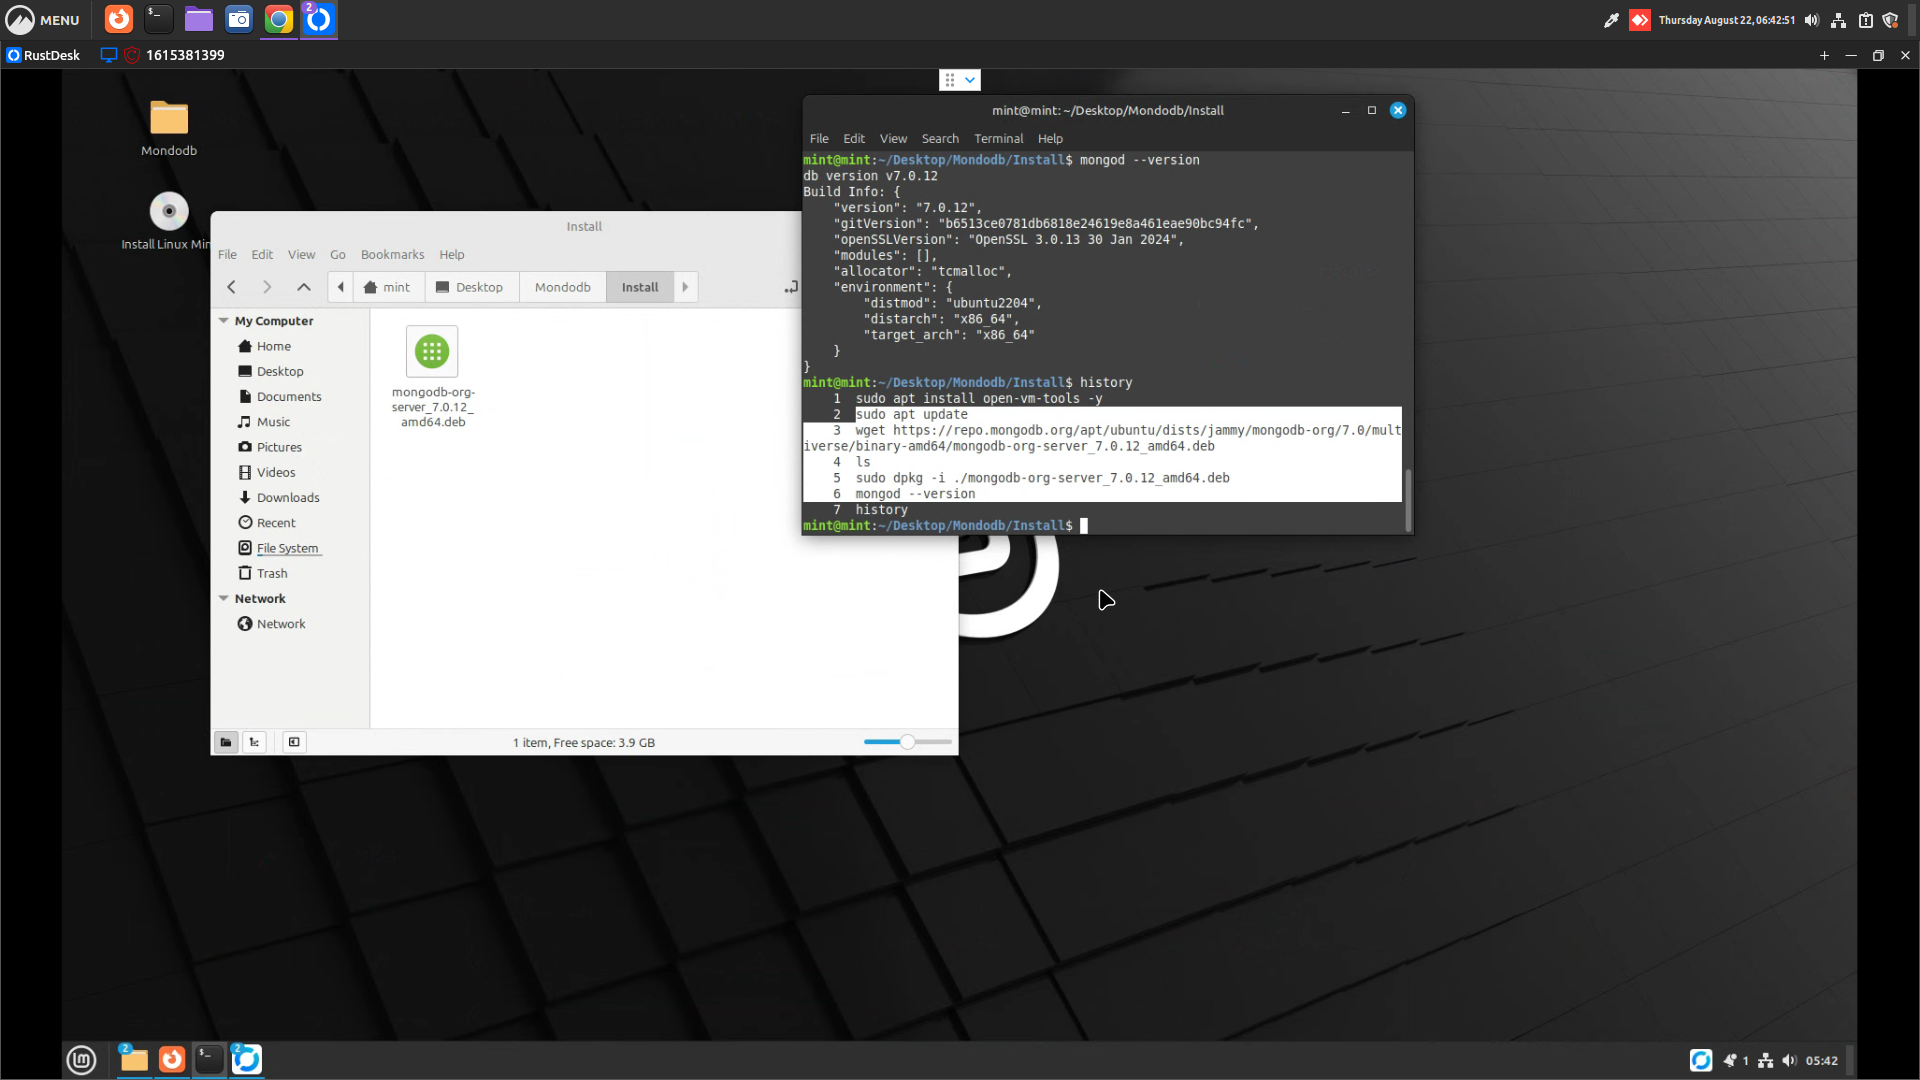 MENU
2
Thursday August 22, 06:42:51
RustDesk
1615381399
Mondodb
Install Linux Min
Install
File Edit View Go Bookmarks Help
mint Desktop Mondodb Install
My Computer
Home
Desktop
Documents
Music
Pictures
Videos
Downloads
Recent
File System
Trash
Network
Network
mongodb-org-
server_7.0.12_
amd64.deb
1 item, Free space: 3.9 GB
mint@mint: ~/Desktop/Mondodb/Install
File Edit View Search Terminal Help
mint@mint:~/Desktop/Mondodb/Install$ mongod --version
db version v7.0.12
Build Info: {
    "version": "7.0.12",
    "gitVersion": "b6513ce0781db6818e24619e8a461eae90bc94fc",
    "openSSLVersion": "OpenSSL 3.0.13 30 Jan 2024",
    "modules": [],
    "allocator": "tcmalloc",
    "environment": {
        "distmod": "ubuntu2204",
        "distarch": "x86_64",
        "target_arch": "x86_64"
    }
}
mint@mint:~/Desktop/Mondodb/Install$ history
    1  sudo apt install open-vm-tools -y
    2  sudo apt update
    3  wget https://repo.mongodb.org/apt/ubuntu/dists/jammy/mongodb-org/7.0/mult
iverse/binary-amd64/mongodb-org-server_7.0.12_amd64.deb
    4  ls
    5  sudo dpkg -i ./mongodb-org-server_7.0.12_amd64.deb
    6  mongod --version
    7  history
mint@mint:~/Desktop/Mondodb/Install$
2
2
1
05:42